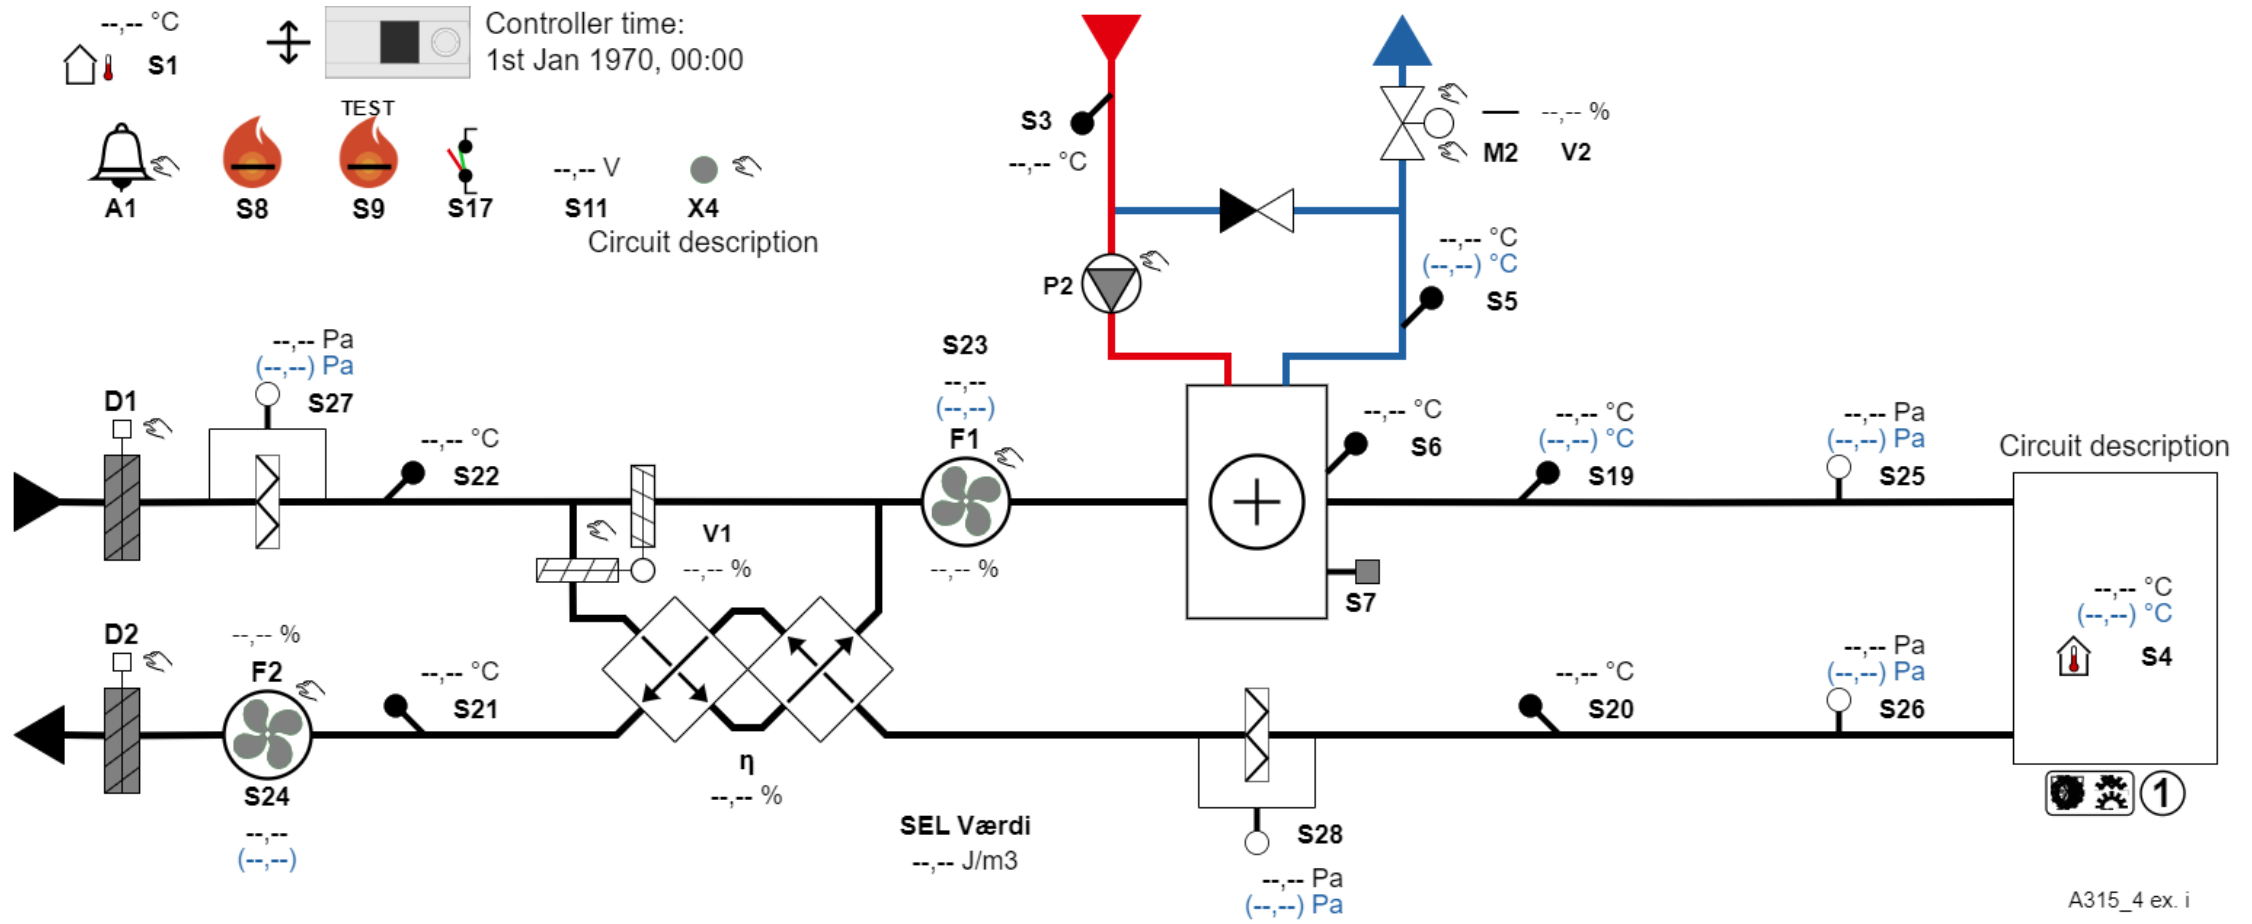 --,-- °C
S1
Controller time:
1st Jan 1970, 00:00
A1
S8
TEST
S9
S17
--,-- V
S11
X4
Circuit description
S3
--,-- °C
--,-- %
M2
V2
--,-- °C
(--,--) °C
S5
P2
--,-- Pa
(--,--) Pa
S27
D1
--,-- °C
S22
V1
--,-- %
S23
--,--
(--,--)
F1
--,-- %
--,-- °C
S6
S7
--,-- °C
(--,--) °C
S19
--,-- Pa
(--,--) Pa
S25
Circuit description
--,-- °C
(--,--) °C
S4
D2
--,-- %
F2
S24
--,--
(--,--)
--,-- °C
S21
η
--,-- %
SEL Værdi
--,-- J/m3
S28
--,-- Pa
(--,--) Pa
--,-- °C
S20
--,-- Pa
(--,--) Pa
S26
1
A315_4 ex. i